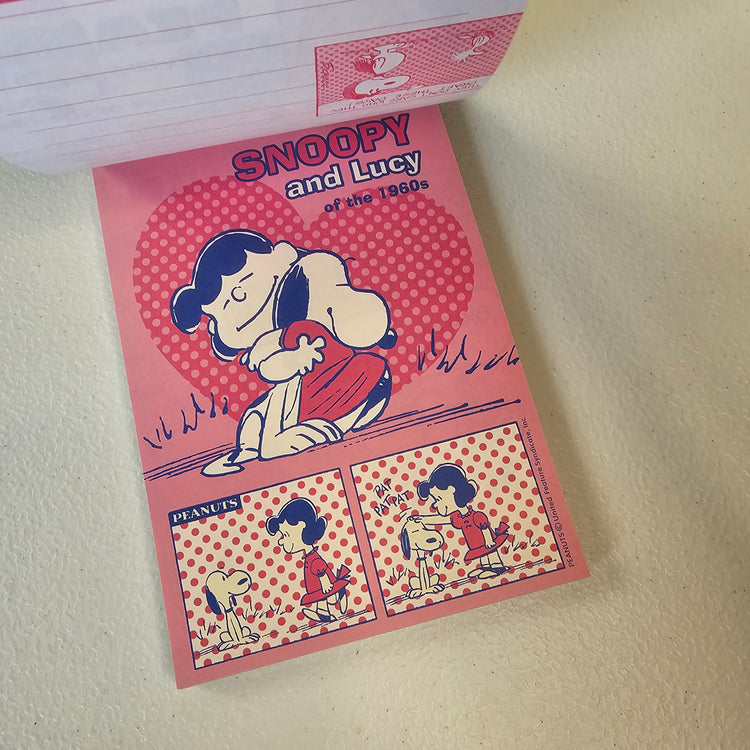 SNOOPY
and Lucy
of the 1960s
PEANUTS
PAT
PAT PAT
PEANUTS © United Feature Syndicate, Inc.